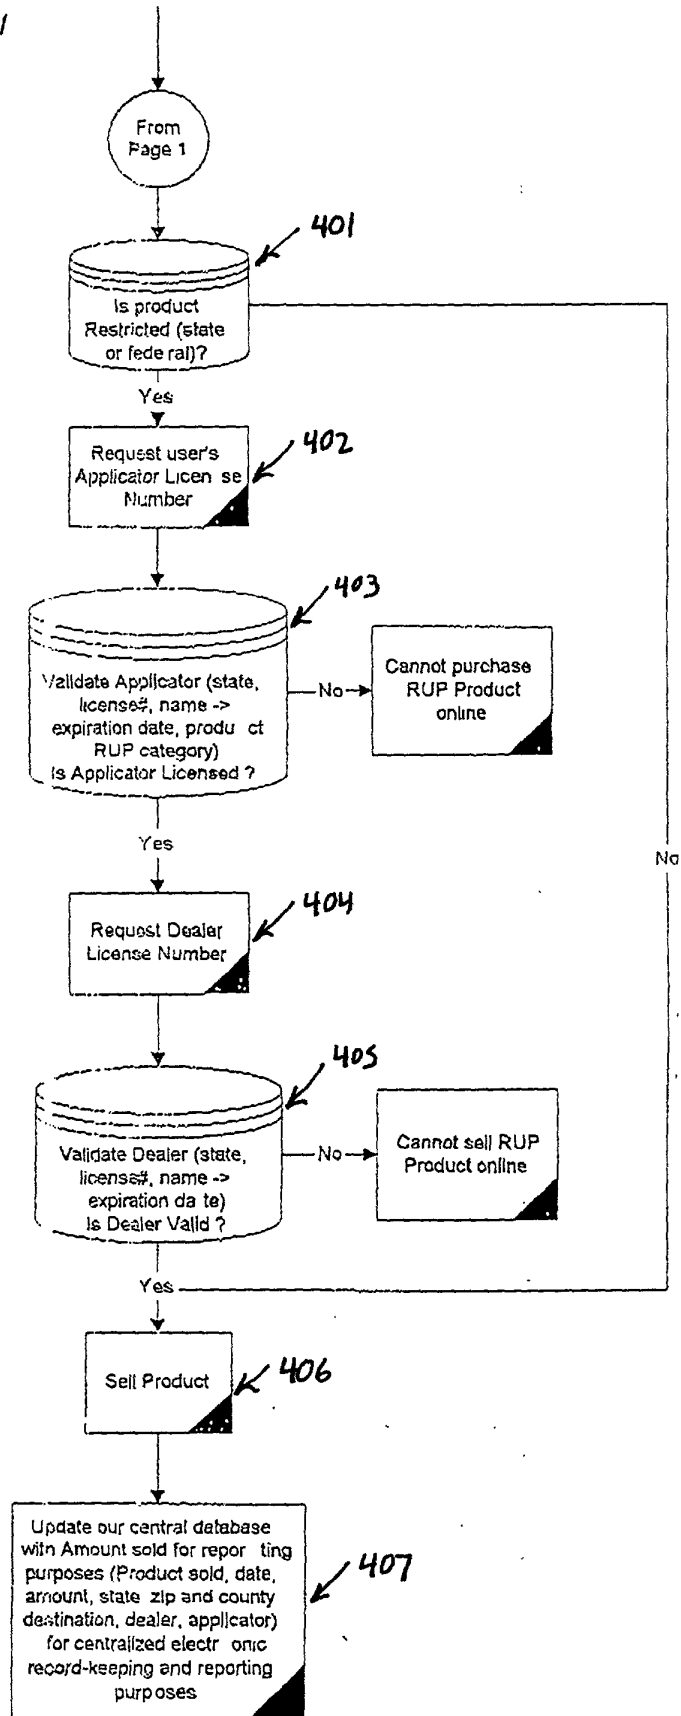 From
Page 1
401
Is product
Restricted (state
or fede ral)?
Yes
Request user's
Applicator Licen se
Number
402
403
Validate Applicator (state,
license#, name ->
expiration date, produ ct
RUP category)
Is Applicator Licensed ?
No
Cannot purchase
RUP Product
online
Yes
No
Request Dealer
License Number
404
405
Validate Dealer (state,
license#, name ->
expiration da te)
Is Dealer Valid ?
No
Cannot sell RUP
Product online
Yes
Sell Product
406
Update our central database
with Amount sold for repor ting
purposes (Product sold, date,
amount, state zip and county
destination, dealer, applicator)
for centralized electr onic
record-keeping and reporting
purposes
407